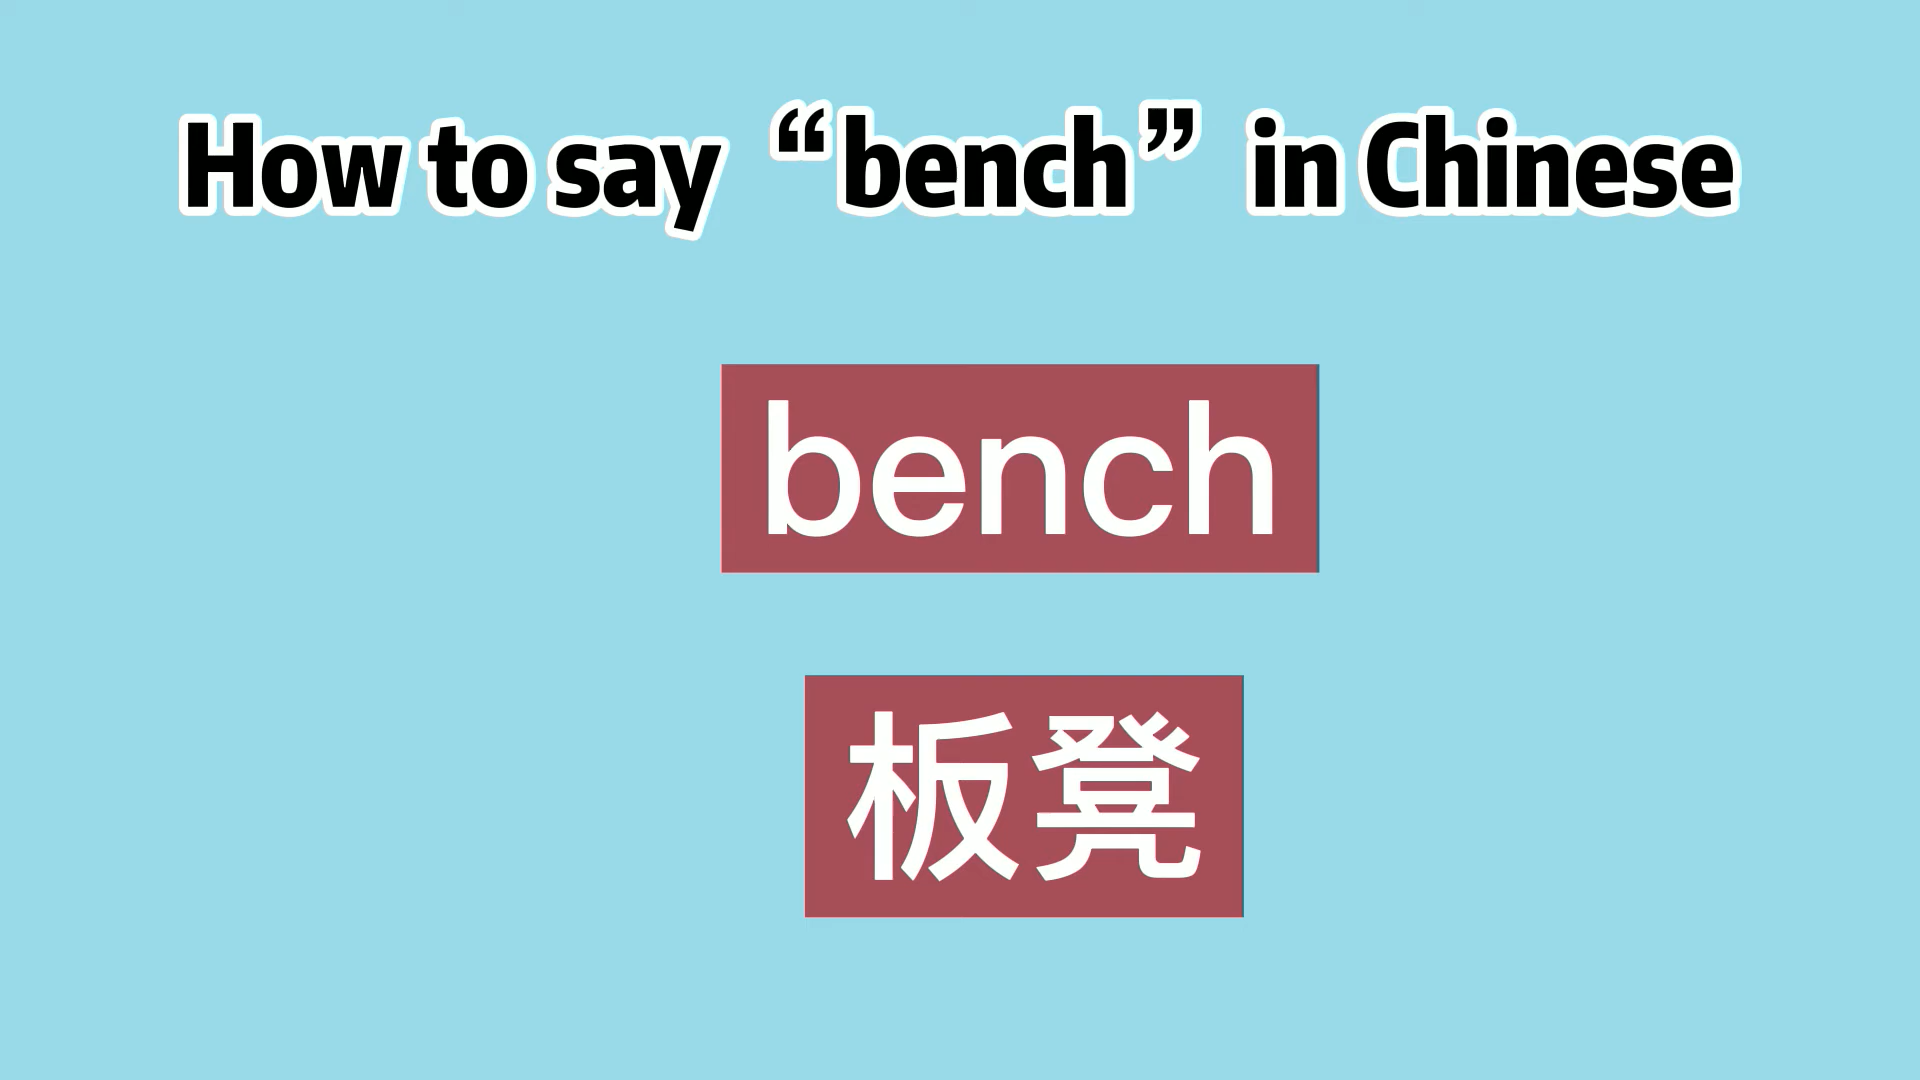 How to say “bench” in Chinese
bench
板凳